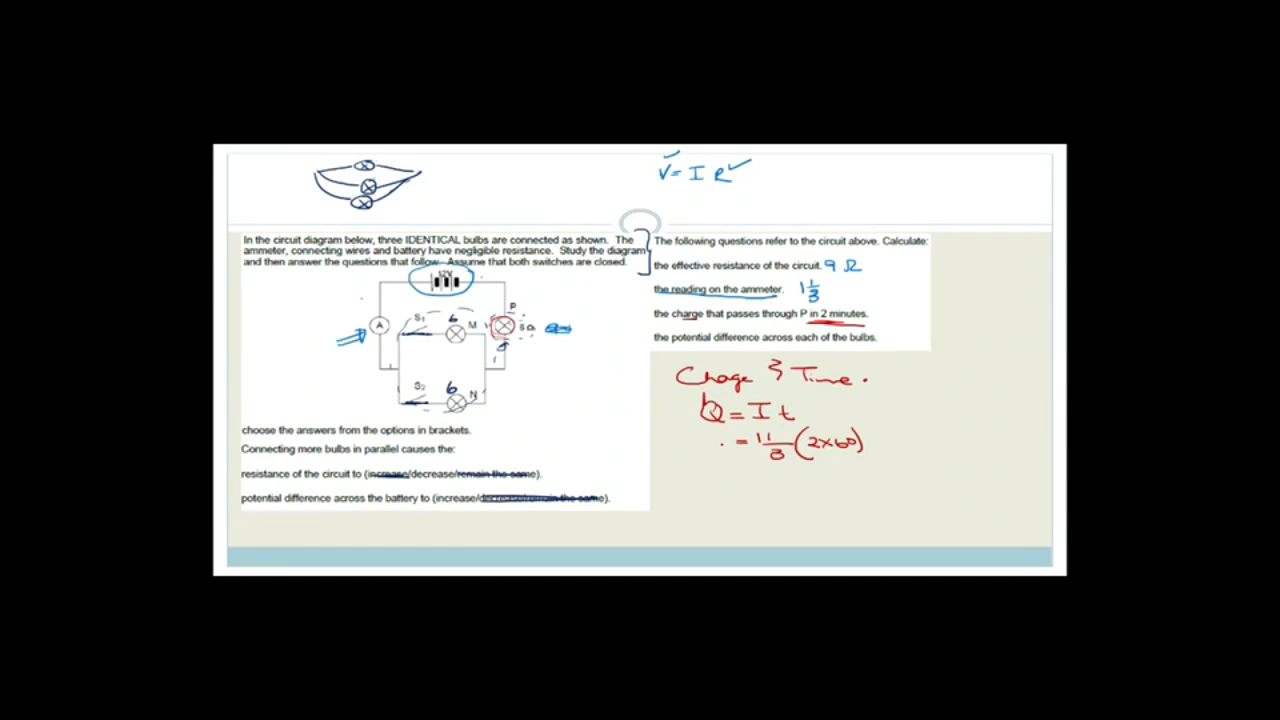 V = I R
In the circuit diagram below, three IDENTICAL bulbs are connected as shown. The
ammeter, connecting wires and battery have negligible resistance. Study the diagram
and then answer the questions that follow. Assume that both switches are closed.
12V
P
A
S1
6
M
6Ω
S2
6
N
choose the answers from the options in brackets.
Connecting more bulbs in parallel causes the:
resistance of the circuit to (increase/decrease/remain the same).
potential difference across the battery to (increase/decrease/remain the same).
The following questions refer to the circuit above. Calculate:
the effective resistance of the circuit. 9 Ω
the reading on the ammeter. 1 1/3
the charge that passes through P in 2 minutes.
the potential difference across each of the bulbs.
Charge & Time.
Q = I t
= 1 1/3 (2x60)